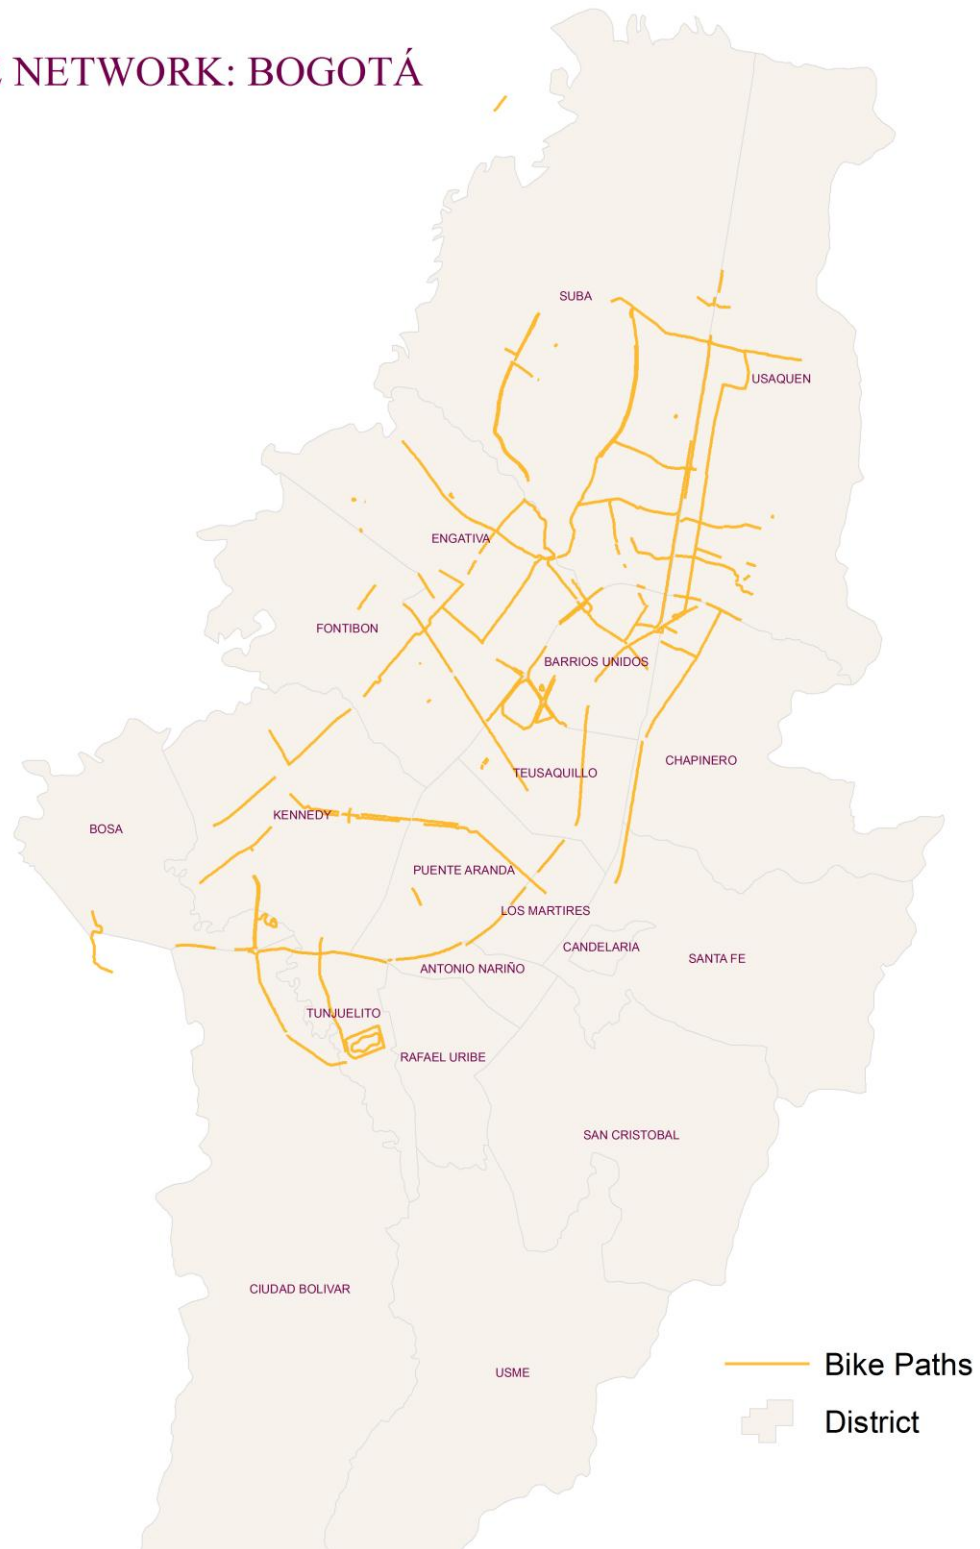 NETWORK: BOGOTÁ
SUBA
USAQUEN
ENGATIVA
FONTIBON
BARRIOS UNIDOS
CHAPINERO
TEUSAQUILLO
KENNEDY
BOSA
PUENTE ARANDA
LOS MARTIRES
CANDELARIA
SANTA FE
ANTONIO NARIÑO
TUNJUELITO
RAFAEL URIBE
SAN CRISTOBAL
CIUDAD BOLIVAR
USME
Bike Paths
District